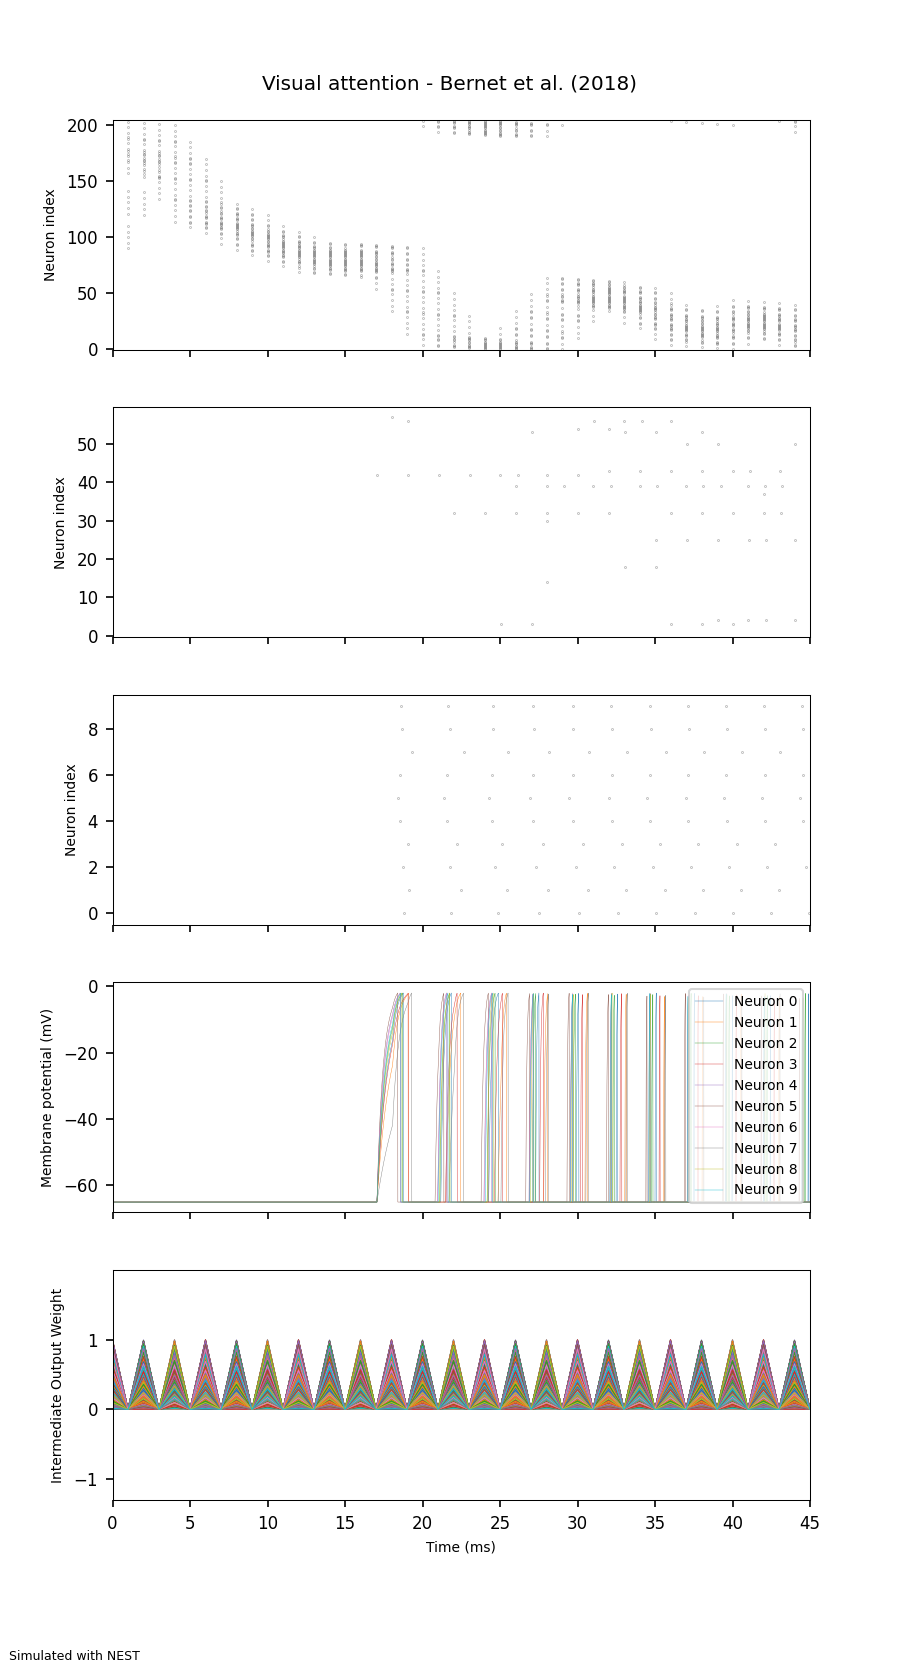 Visual attention - Bernet et al. (2018)
200
150
100
50
0
Neuron index
50
40
30
20
10
0
Neuron index
8
6
4
2
0
Neuron index
0
−20
−40
−60
Membrane potential (mV)
Neuron 0
Neuron 1
Neuron 2
Neuron 3
Neuron 4
Neuron 5
Neuron 6
Neuron 7
Neuron 8
Neuron 9
1
0
−1
Intermediate Output Weight
0 5 10 15 20 25 30 35 40 45
Time (ms)
Simulated with NEST